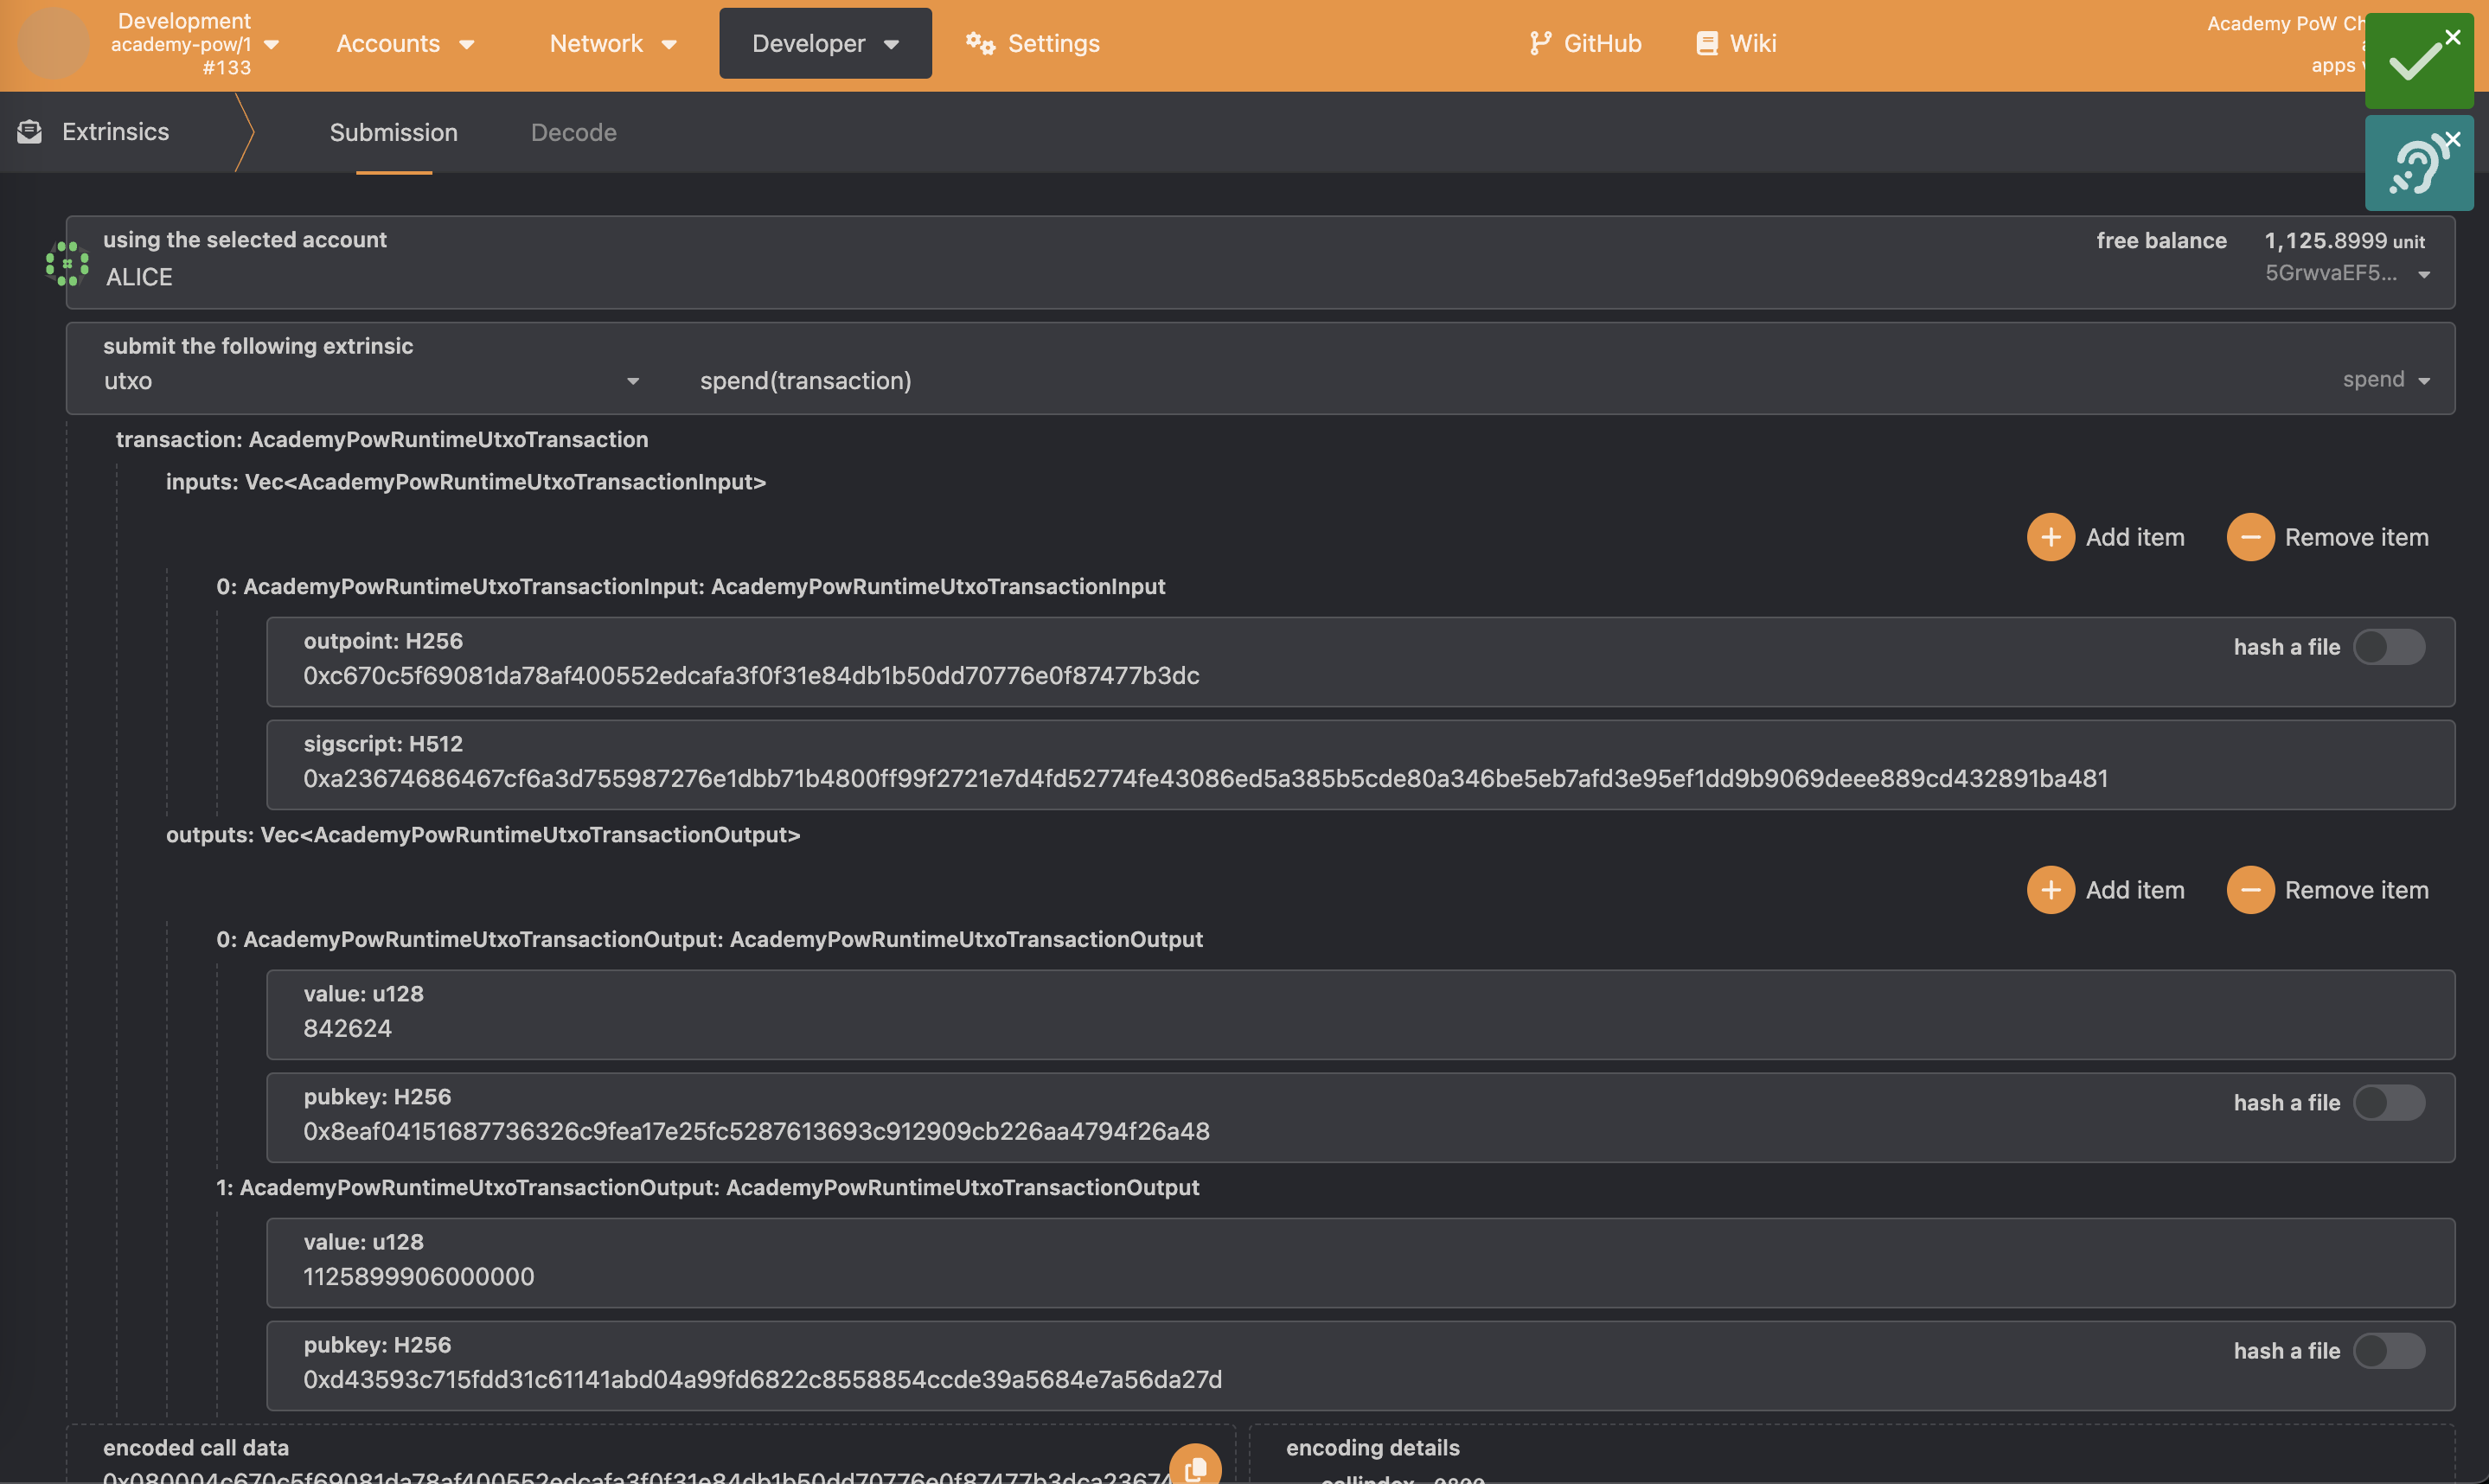 Development
academy-pow/1
#133
Accounts
Network
Developer
Settings
GitHub
Wiki
Academy PoW Ch
apps
Extrinsics
Submission
Decode
using the selected account
ALICE
free balance 1,125.8999 unit
5GrwvaEF5...
submit the following extrinsic
utxo
spend(transaction)
spend
transaction: AcademyPowRuntimeUtxoTransaction
inputs: Vec<AcademyPowRuntimeUtxoTransactionInput>
Add item
Remove item
0: AcademyPowRuntimeUtxoTransactionInput: AcademyPowRuntimeUtxoTransactionInput
outpoint: H256
0xc670c5f69081da78af400552edcafa3f0f31e84db1b50dd70776e0f87477b3dc
hash a file
sigscript: H512
0xa23674686467cf6a3d755987276e1dbb71b4800ff99f2721e7d4fd52774fe43086ed5a385b5cde80a346be5eb7afd3e95ef1dd9b9069deee889cd432891ba481
outputs: Vec<AcademyPowRuntimeUtxoTransactionOutput>
Add item
Remove item
0: AcademyPowRuntimeUtxoTransactionOutput: AcademyPowRuntimeUtxoTransactionOutput
value: u128
842624
pubkey: H256
0x8eaf04151687736326c9fea17e25fc5287613693c912909cb226aa4794f26a48
hash a file
1: AcademyPowRuntimeUtxoTransactionOutput: AcademyPowRuntimeUtxoTransactionOutput
value: u128
1125899906000000
pubkey: H256
0xd43593c715fdd31c61141abd04a99fd6822c8558854ccde39a5684e7a56da27d
hash a file
encoded call data
0x080004c670c5f69081da78af400552edcafa3f0f31e84db1b50dd70776e0f87477b3dca23674
encoding details
callindex 0800